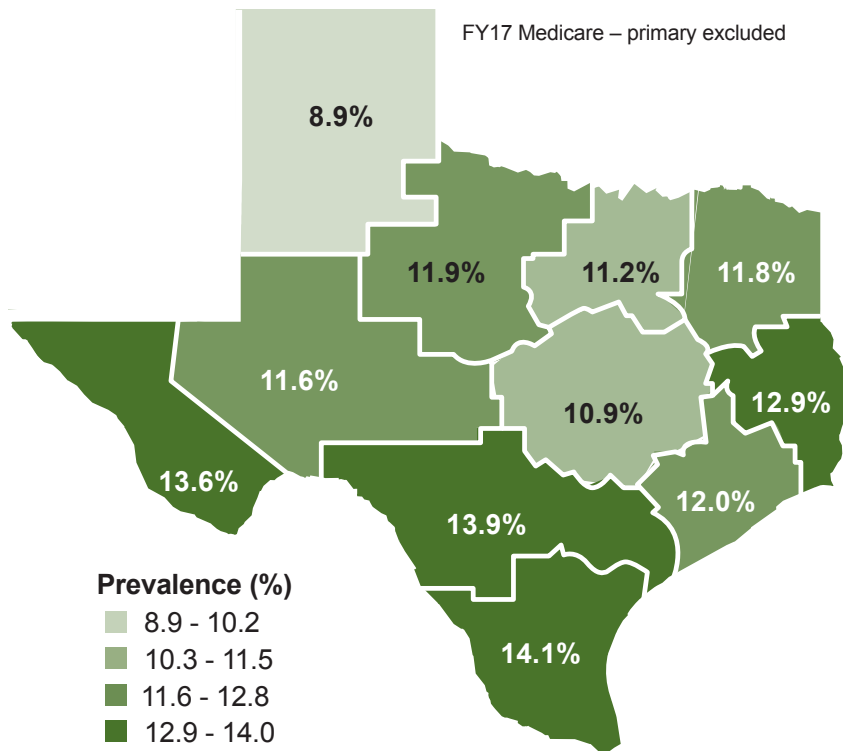 FY17 Medicare – primary excluded
8.9%
11.9%
11.2%
11.8%
11.6%
10.9%
12.9%
13.6%
13.9%
12.0%
14.1%
Prevalence (%)
8.9 - 10.2
10.3 - 11.5
11.6 - 12.8
12.9 - 14.0